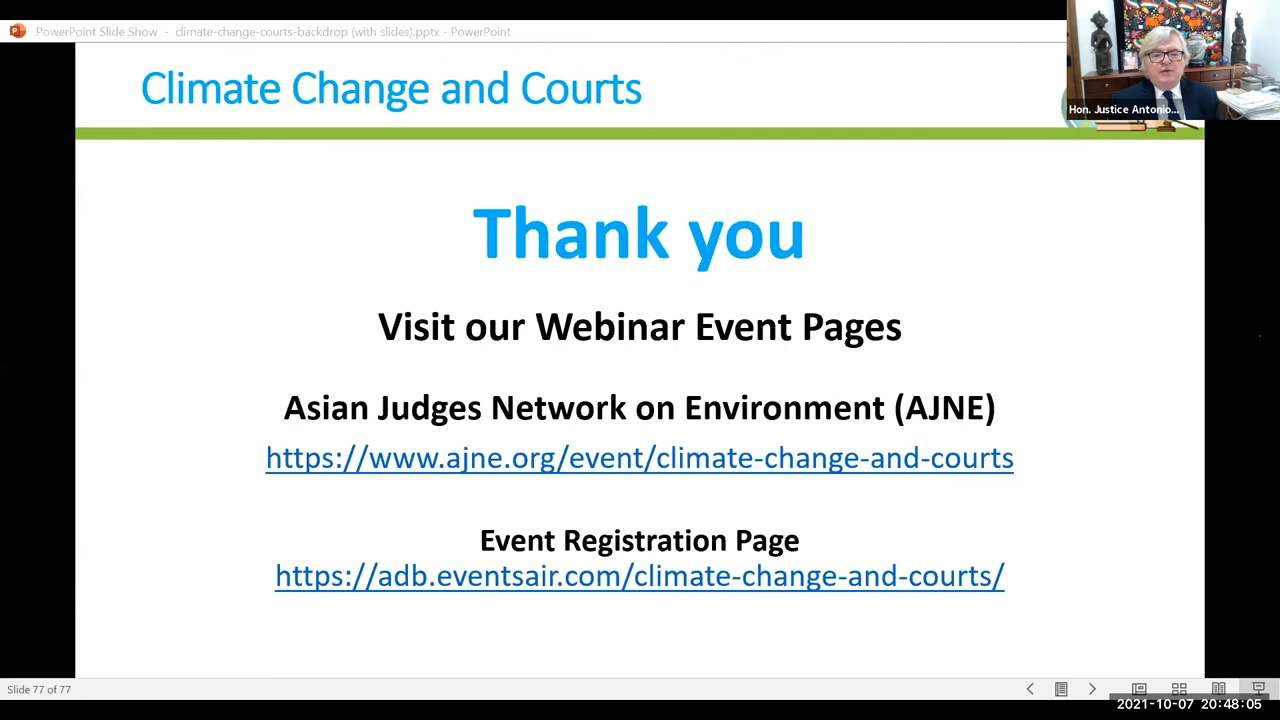 PowerPoint Slide Show - climate-change-courts-backdrop (with slides).pptx - PowerPoint
Hon. Justice Antonio...
Climate Change and Courts
Thank you
Visit our Webinar Event Pages
Asian Judges Network on Environment (AJNE)
https://www.ajne.org/event/climate-change-and-courts
Event Registration Page
https://adb.eventsair.com/climate-change-and-courts/
Slide 77 of 77
2021-10-07 20:48:05